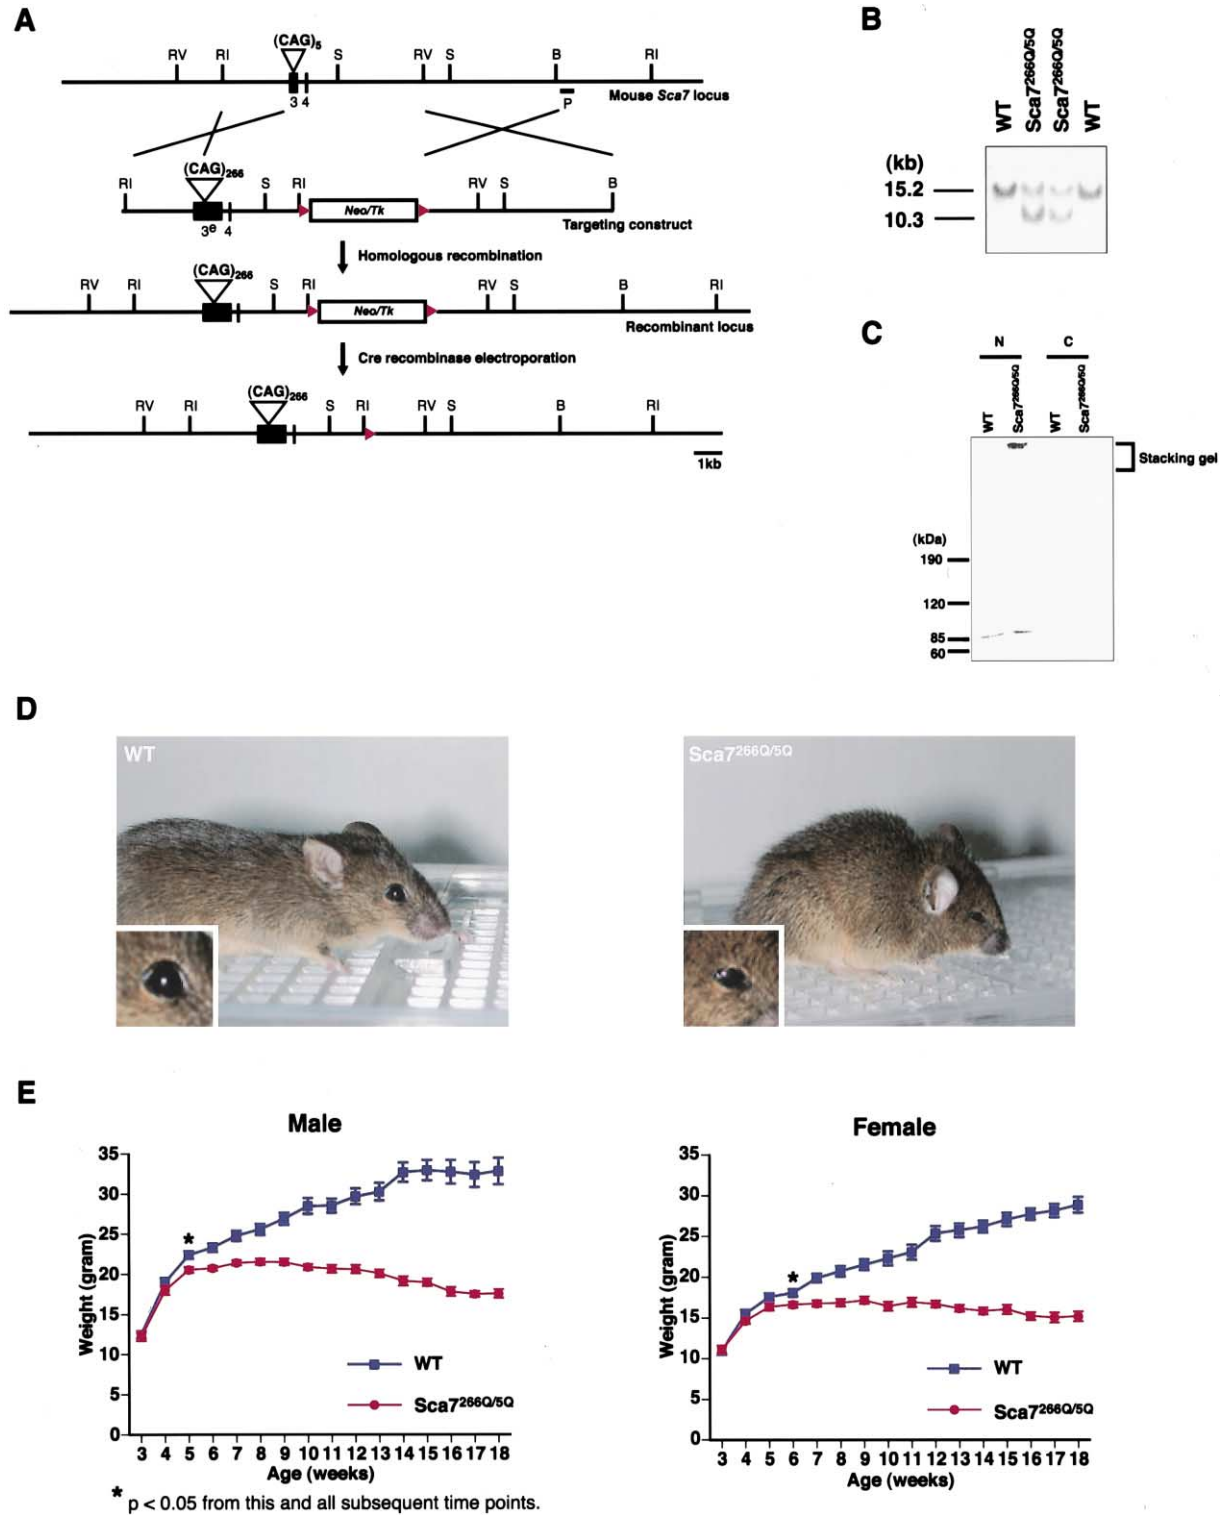 A
(CAG)5
RV RI S RV S B RI
3 4 P
Mouse Sca7 locus
(CAG)266
RI S RI RV S B
Neo/Tk
3e 4
Targeting construct
Homologous recombination
(CAG)266
RV RI S RI RV S B RI
Neo/Tk
Recombinant locus
Cre recombinase electroporation
(CAG)266
RV RI S RI RV S B RI
1kb
B
WT Sca7266Q/5Q Sca7266Q/5Q WT
(kb)
15.2
10.3
C
N C
WT Sca7266Q/5Q WT Sca7266Q/5Q
Stacking gel
(kDa)
190
120
85
60
D
WT
Sca7266Q/5Q
E
Male
Weight (gram)
35
30
25
20
15
10
5
0
3 4 5 6 7 8 9 10 11 12 13 14 15 16 17 18
Age (weeks)
*
WT
Sca7266Q/5Q
* p < 0.05 from this and all subsequent time points.
Female
Weight (gram)
35
30
25
20
15
10
5
0
3 4 5 6 7 8 9 10 11 12 13 14 15 16 17 18
Age (weeks)
*
WT
Sca7266Q/5Q